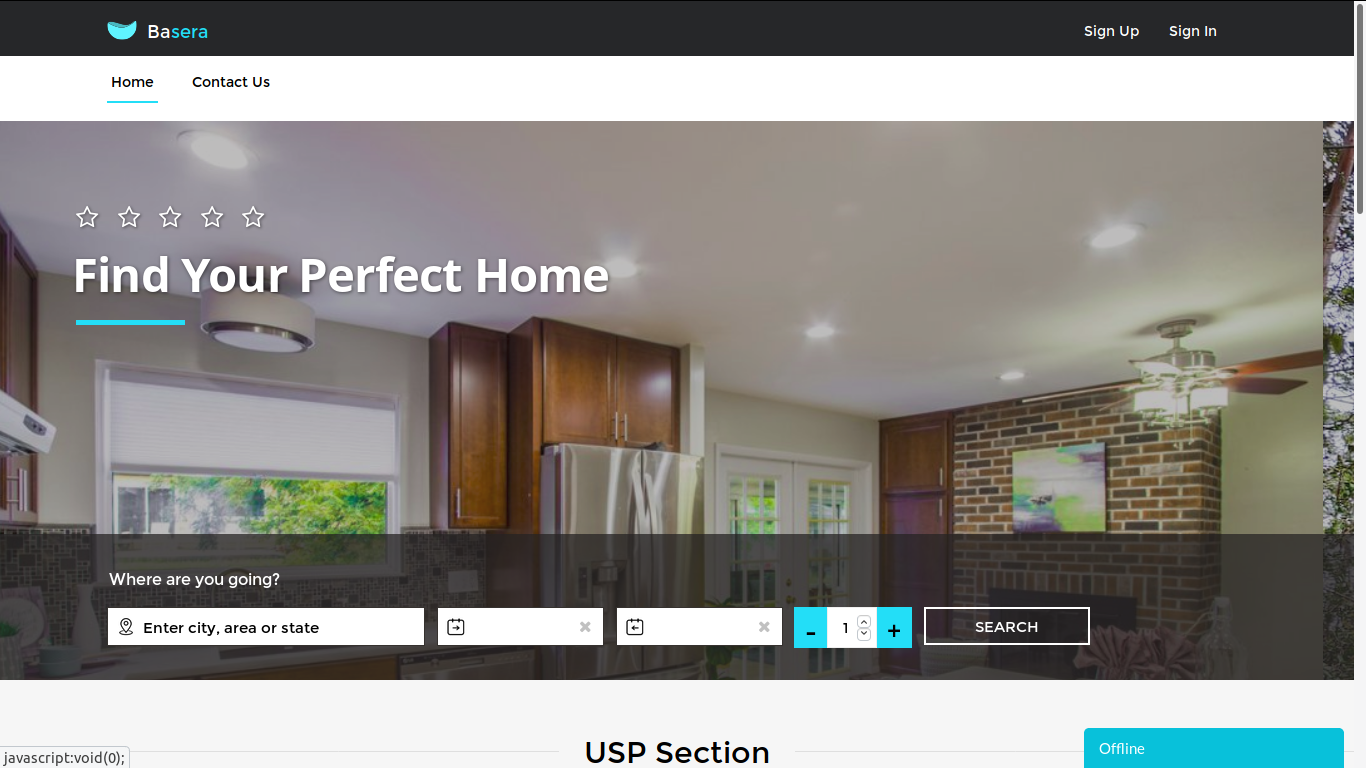 Basera
Sign Up
Sign In
Home
Contact Us
Find Your Perfect Home
Where are you going?
Enter city, area or state
-
1
+
SEARCH
USP Section
Offline
javascript:void(0);